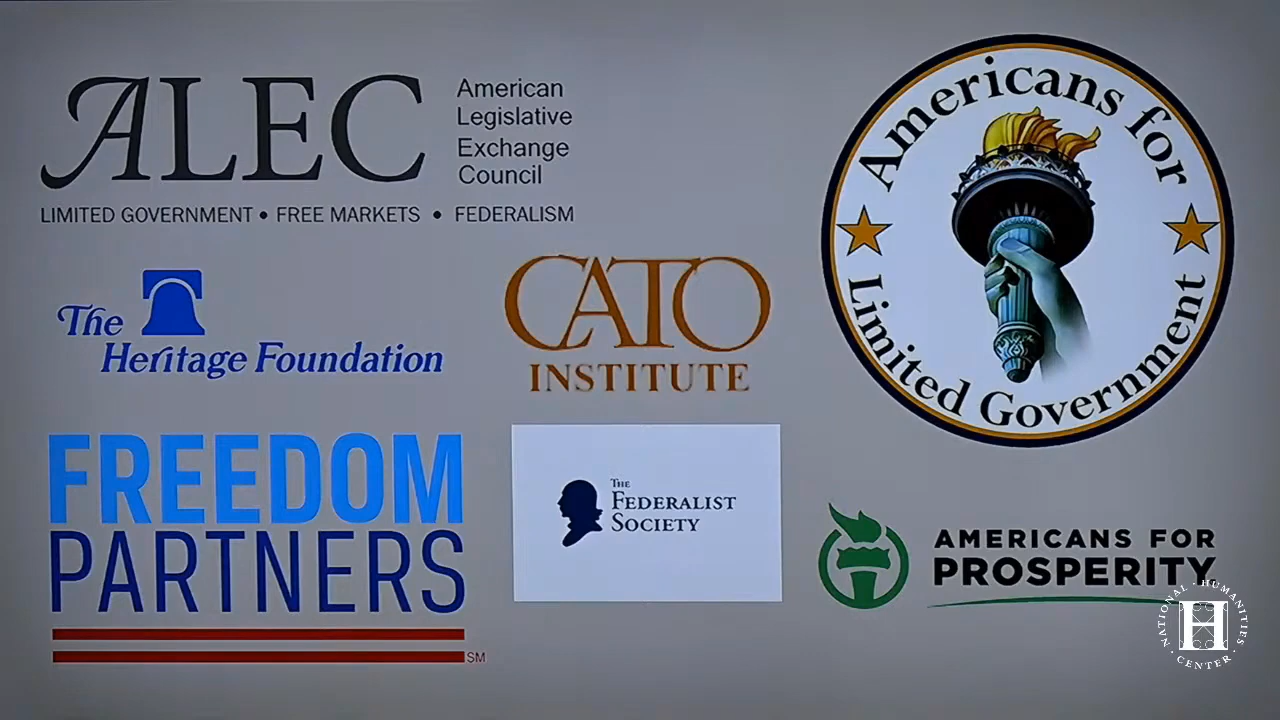 ALEC
American
Legislative
Exchange
Council
LIMITED GOVERNMENT • FREE MARKETS • FEDERALISM
Americans for
Limited Government
The
Heritage Foundation
CATO
INSTITUTE
FREEDOM
PARTNERS
SM
THE
FEDERALIST
SOCIETY
AMERICANS FOR
PROSPERITY
NATIONAL · HUMANITIES
H
· CENTER ·